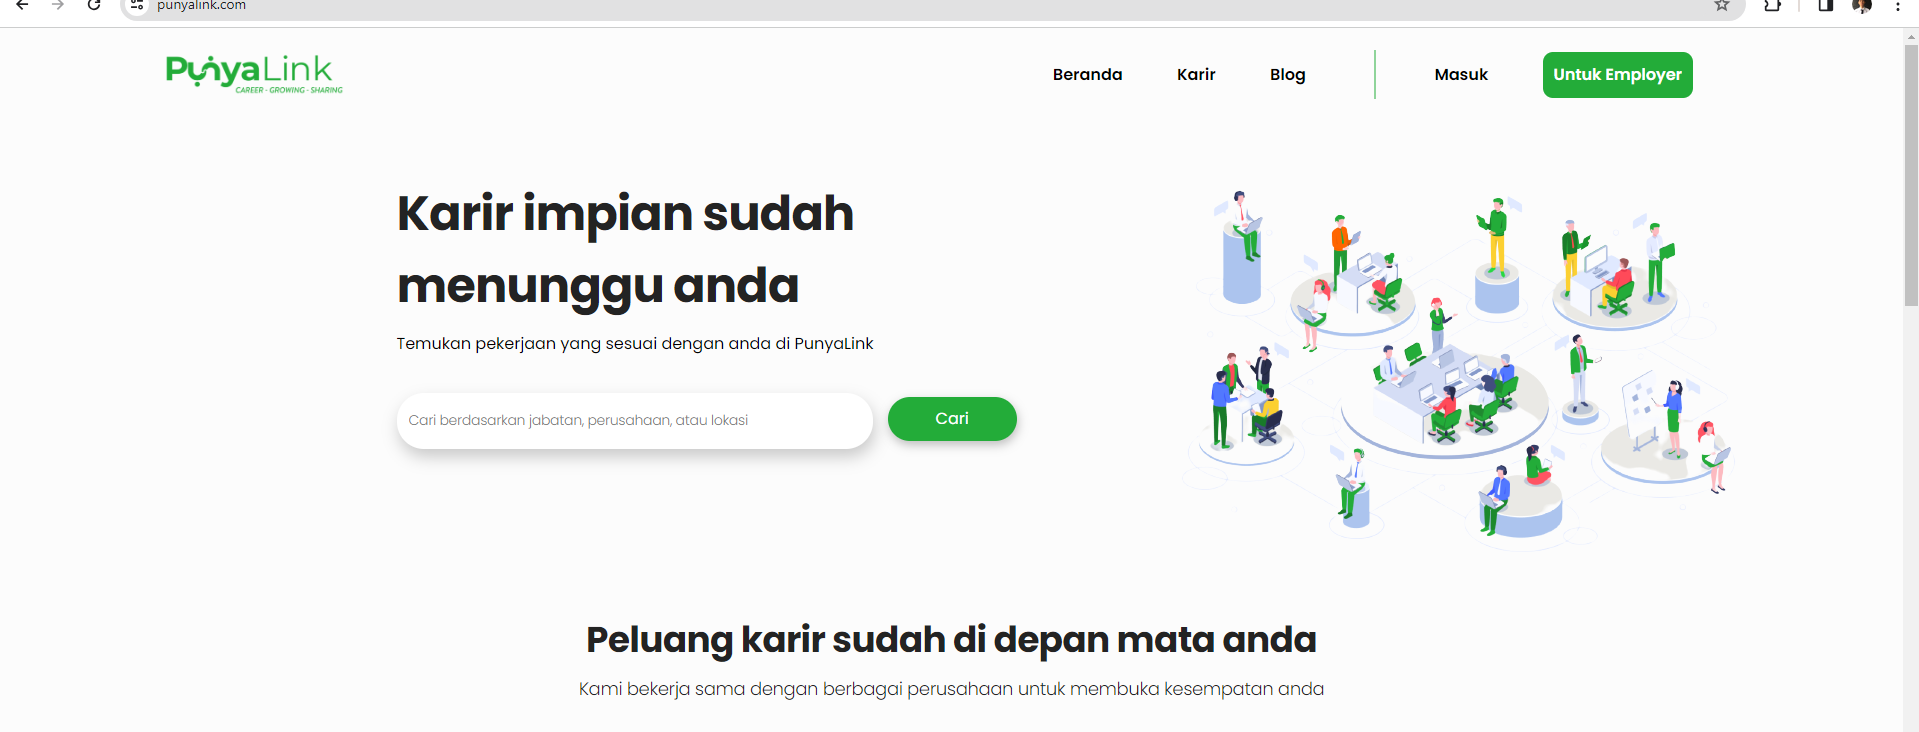 punyalink.com
PunyaLink
CAREER - GROWING - SHARING
Beranda Karir Blog Masuk Untuk Employer
Karir impian sudah
menunggu anda
Temukan pekerjaan yang sesuai dengan anda di PunyaLink
Cari berdasarkan jabatan, perusahaan, atau lokasi
Cari
Peluang karir sudah di depan mata anda
Kami bekerja sama dengan berbagai perusahaan untuk membuka kesempatan anda